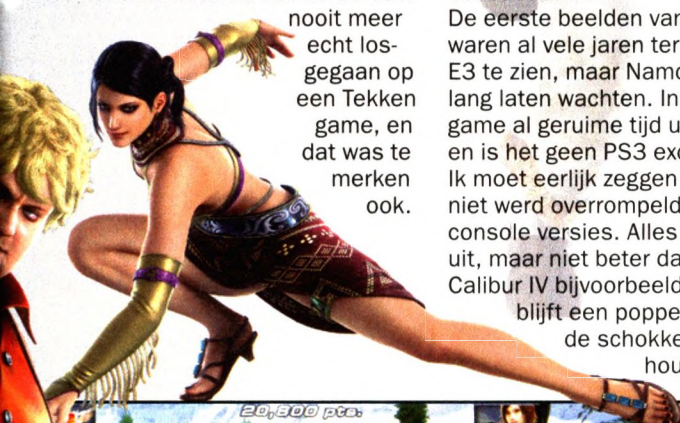 nooit meer
echt los-
gegaan op
een Tekken
game, en
dat was te
merken
ook.
De eerste beelden van
waren al vele jaren ter
E3 te zien, maar Namc
lang laten wachten. In
game al geruime tijd u
en is het geen PS3 exc
Ik moet eerlijk zeggen
niet werd overrompeld
console versies. Alles
uit, maar niet beter da
Calibur IV bijvoorbeeld
blijft een poppe
de schokke
hou
20,800 pts.